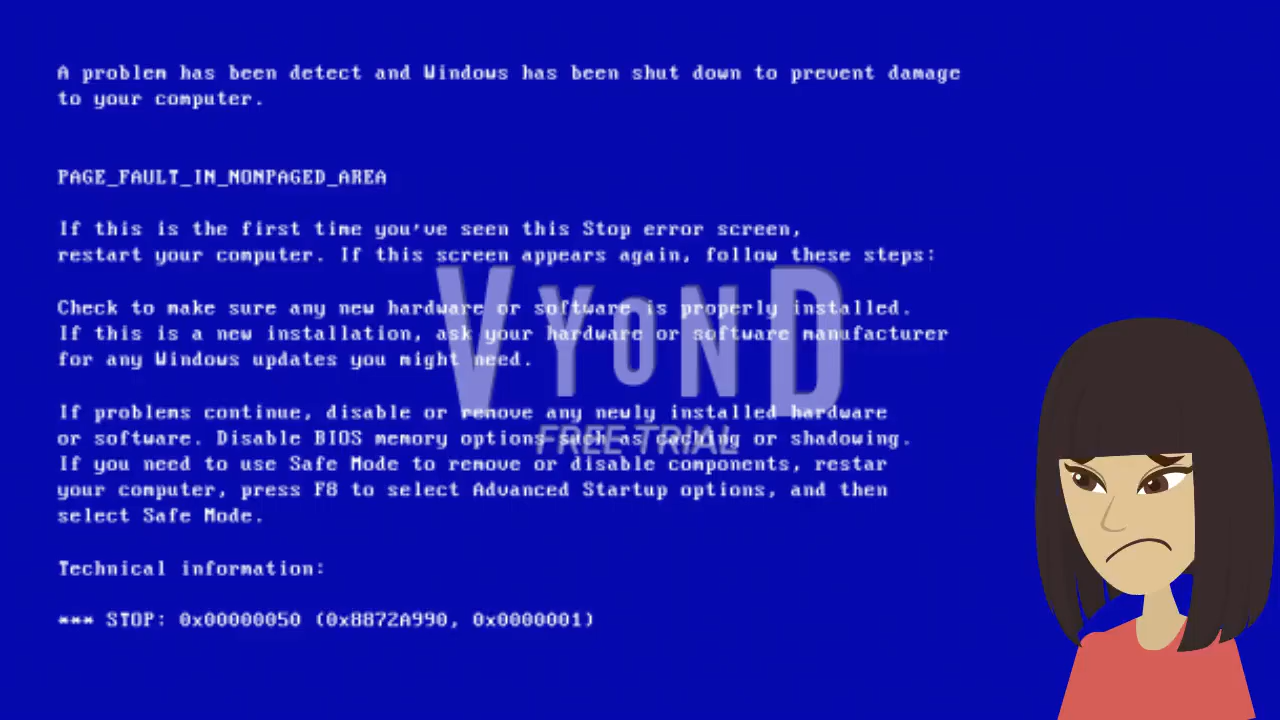 A problem has been detect and Windows has been shut down to prevent damage
to your computer.
PAGE_FAULT_IN_NONPAGED_AREA
If this is the first time you've seen this Stop error screen,
restart your computer. If this screen appears again, follow these steps:
Check to make sure any new hardware or software is properly installed.
If this is a new installation, ask your hardware or software manufacturer
for any Windows updates you might need.
If problems continue, disable or remove any newly installed hardware
or software. Disable BIOS memory options such as caching or shadowing.
If you need to use Safe Mode to remove or disable components, restar
your computer, press F8 to select Advanced Startup options, and then
select Safe Mode.
Technical information:
*** STOP: 0x00000050 (0x8872A990, 0x0000001)
VYOND
FREE TRIAL